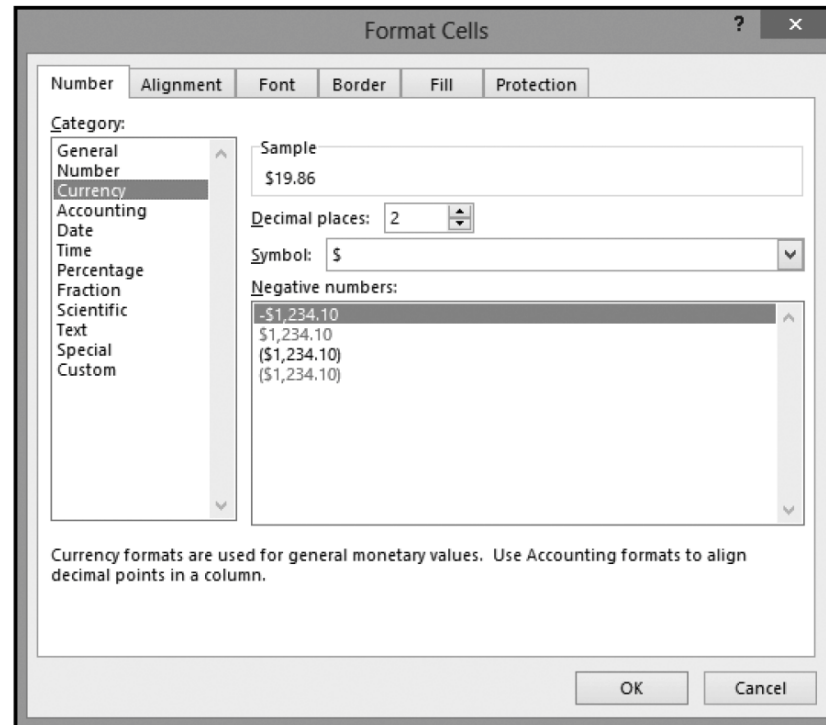 Format Cells
?
Number Alignment Font Border Fill Protection
Category:
General
Number
Currency
Accounting
Date
Time
Percentage
Fraction
Scientific
Text
Special
Custom
Sample
$19.86
Decimal places: 2
Symbol: $
Negative numbers:
-$1,234.10
$1,234.10
($1,234.10)
($1,234.10)
Currency formats are used for general monetary values. Use Accounting formats to align
decimal points in a column.
OK Cancel